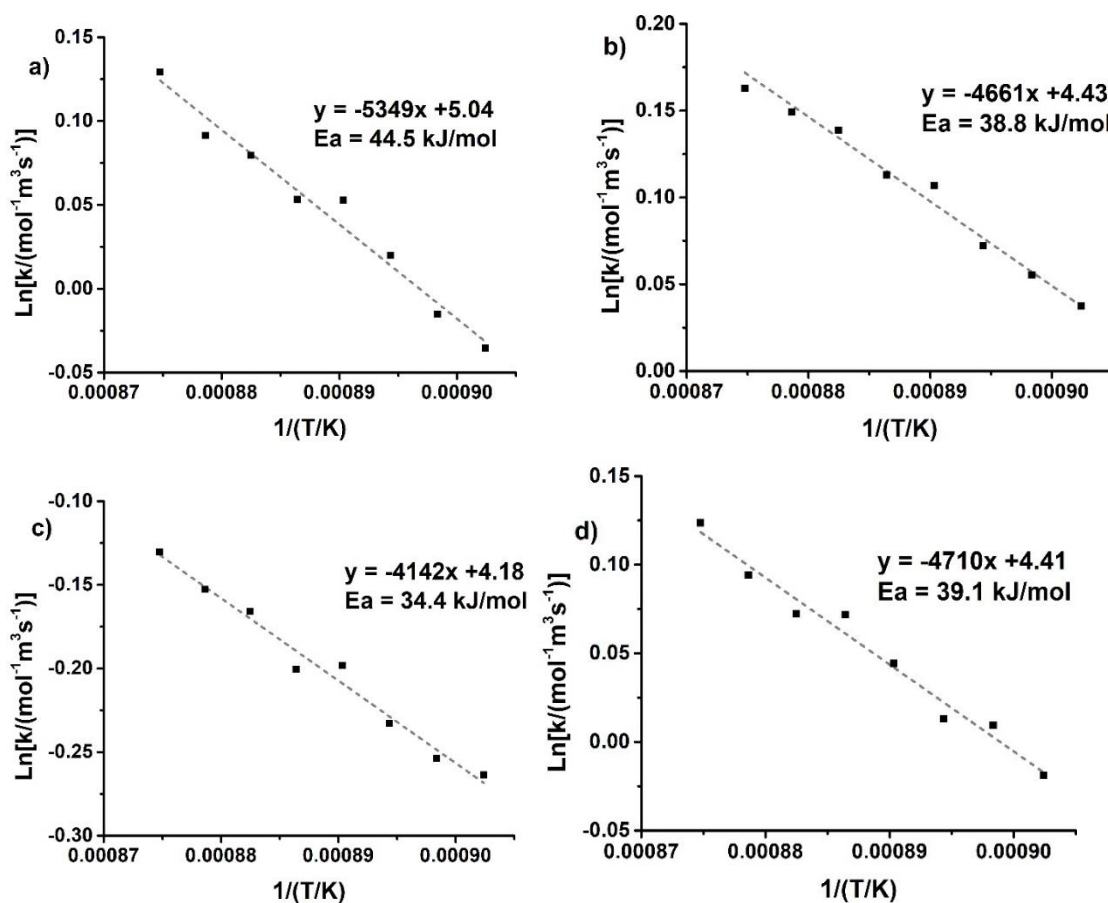 a)
0.15
0.10
0.05
0.00
-0.05
Ln[k/(mol-1m3s-1)]
y = -5349x +5.04
Ea = 44.5 kJ/mol
0.00087
0.00088
0.00089
0.00090
1/(T/K)
b)
0.20
0.15
0.10
0.05
0.00
Ln[k/(mol-1m3s-1)]
y = -4661x +4.43
Ea = 38.8 kJ/mol
0.00087
0.00088
0.00089
0.00090
1/(T/K)
c)
-0.10
-0.15
-0.20
-0.25
-0.30
Ln[k/(mol-1m3s-1)]
y = -4142x +4.18
Ea = 34.4 kJ/mol
0.00087
0.00088
0.00089
0.00090
1/(T/K)
d)
0.15
0.10
0.05
0.00
-0.05
Ln[k/(mol-1m3s-1)]
y = -4710x +4.41
Ea = 39.1 kJ/mol
0.00087
0.00088
0.00089
0.00090
1/(T/K)